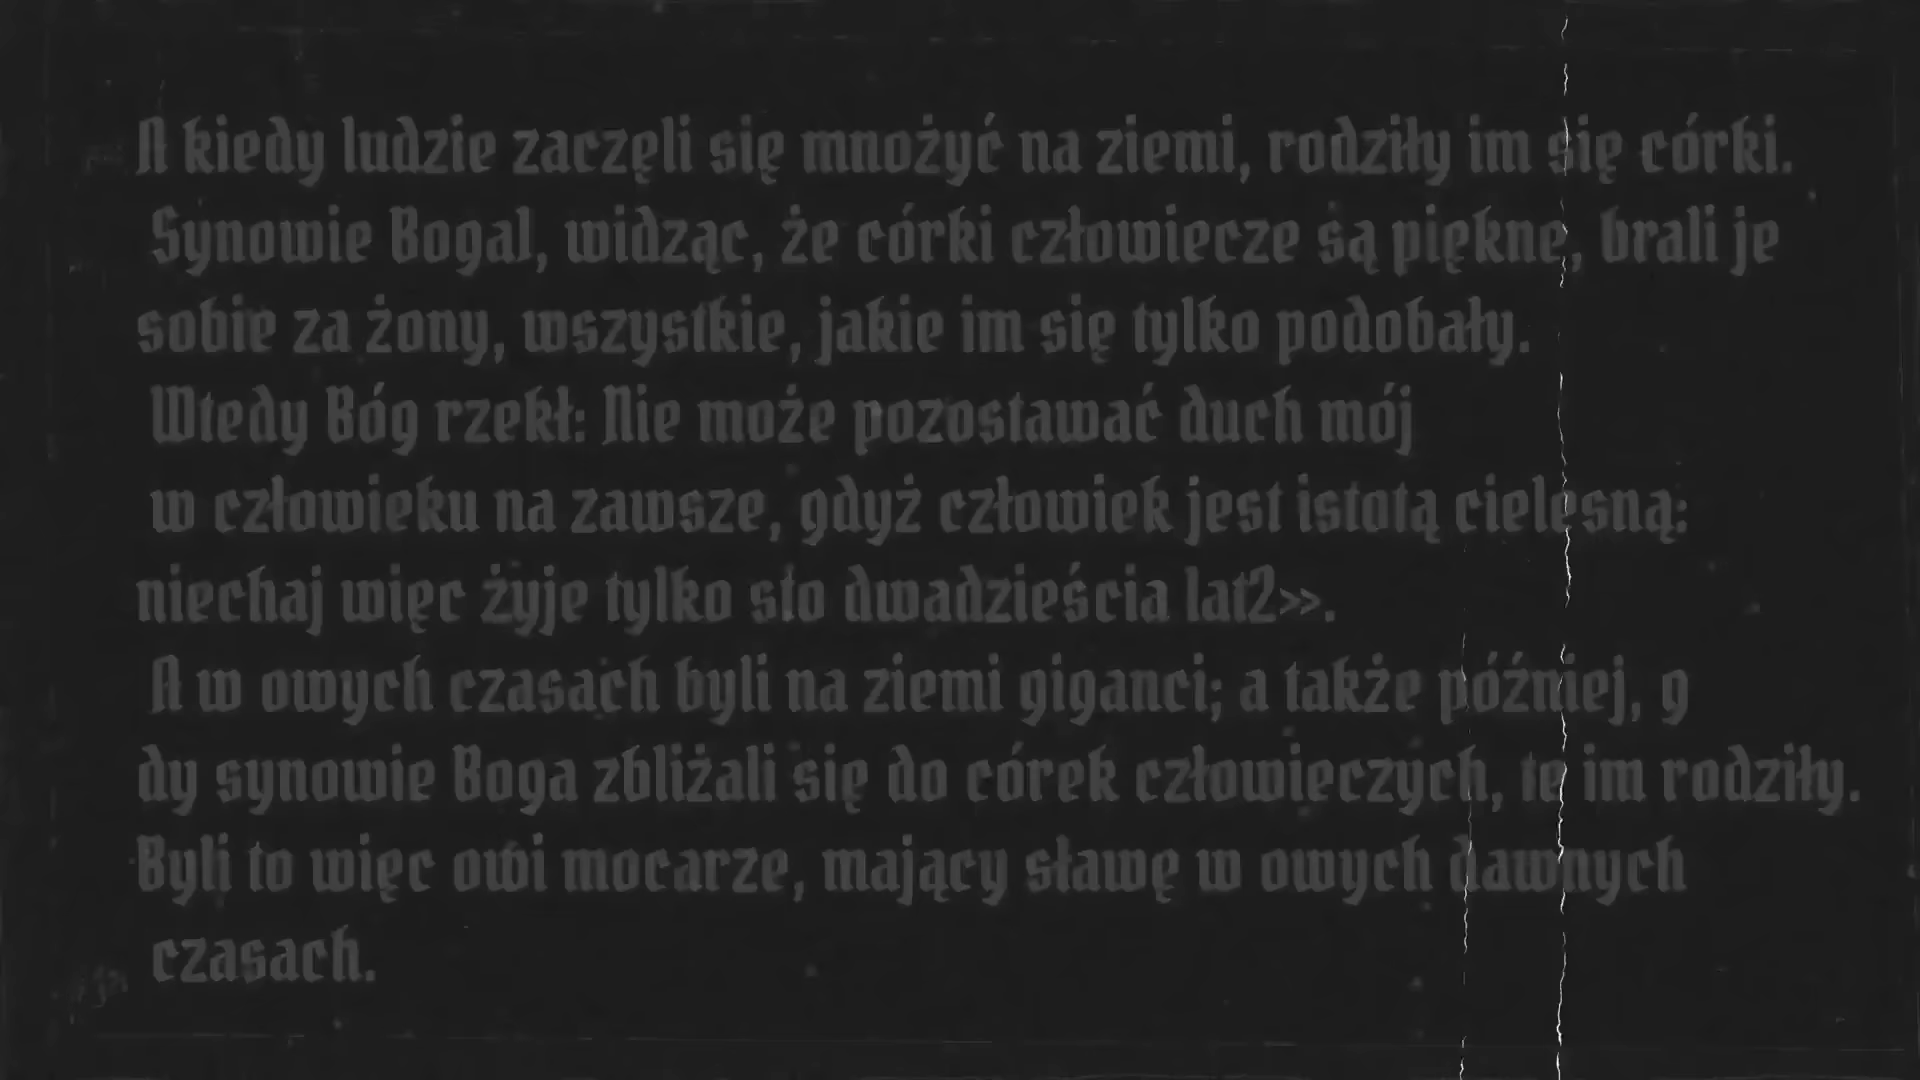 A kiedy ludzie zaczęli się mnożyć na ziemi, rodziły im się córki.
Synowie Bogal, widząc, że córki człowiecze są piękne, brali je
sobie za żony, wszystkie, jakie im się tylko podobały.
Wtedy Bóg rzekł: Nie może pozostawać duch mój
w człowieku na zawsze, gdyż człowiek jest istotą cielesną:
niechaj więc żyje tylko sto dwadzieścia lat2>>.
A w owych czasach byli na ziemi giganci; a także później, g
dy synowie Boga zbliżali się do córek człowieczych, te im rodziły.
Byli to więc owi mocarze, mający sławę w owych dawnych
czasach.